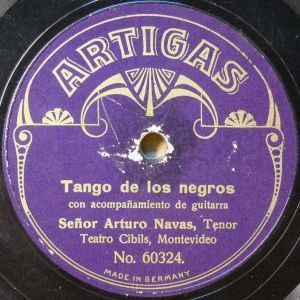 ARTIGAS
Tango de los negros
con acompañamiento de guitarra
Señor Arturo Navas, Tenor
Teatro Cibils, Montevideo
No. 60324.
MADE IN GERMANY